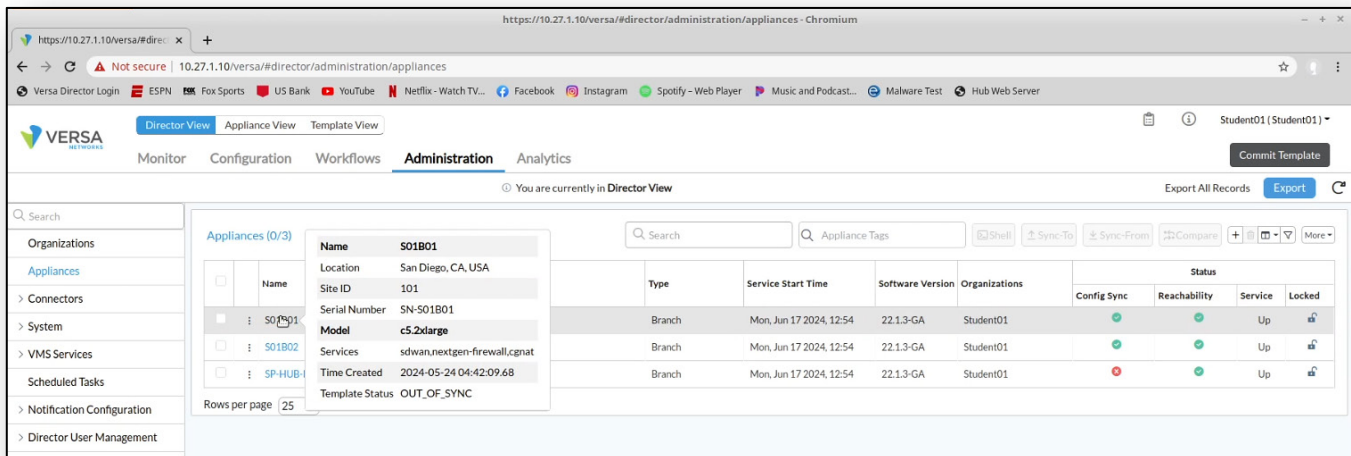 https://10.27.1.10/versa/#director/administration/appliances - Chromium
https://10.27.1.10/versa/#direct
Not secure | 10.27.1.10/versa/#director/administration/appliances
Versa Director Login ESPN Fox Sports US Bank YouTube Netflix - Watch TV... Facebook Instagram Spotify – Web Player Music and Podcast... Malware Test Hub Web Server
VERSA NETWORKS
Director View Appliance View Template View
Student01 ( Student01 )
Monitor Configuration Workflows Administration Analytics
Commit Template
You are currently in Director View
Export All Records Export
Search
Organizations
Appliances
Connectors
System
VMS Services
Scheduled Tasks
Notification Configuration
Director User Management
Appliances (0/3)
Search
Appliance Tags
Shell Sync-To Sync-From Compare More
Name Type Service Start Time Software Version Organizations Status
Config Sync Reachability Service Locked
S01B01 Branch Mon, Jun 17 2024, 12:54 22.1.3-GA Student01 Up
S01B02 Branch Mon, Jun 17 2024, 12:54 22.1.3-GA Student01 Up
SP-HUB- Branch Mon, Jun 17 2024, 12:54 22.1.3-GA Student01 Up
Rows per page 25
Name S01B01
Location San Diego, CA, USA
Site ID 101
Serial Number SN-S01B01
Model c5.2xlarge
Services sdwan,nextgen-firewall,cgnat
Time Created 2024-05-24 04:42:09.68
Template Status OUT_OF_SYNC